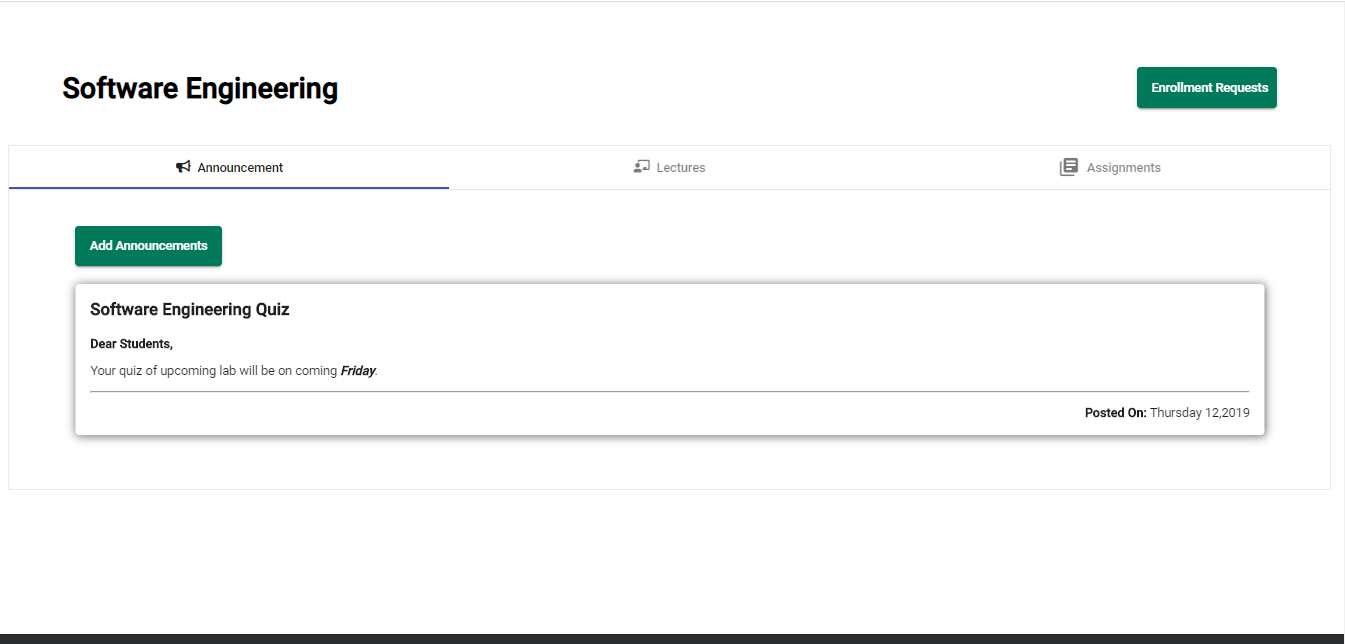 Software Engineering
Enrollment Requests
Announcement
Lectures
Assignments
Add Announcements
Software Engineering Quiz
Dear Students,
Your quiz of upcoming lab will be on coming Friday.
Posted On: Thursday 12,2019